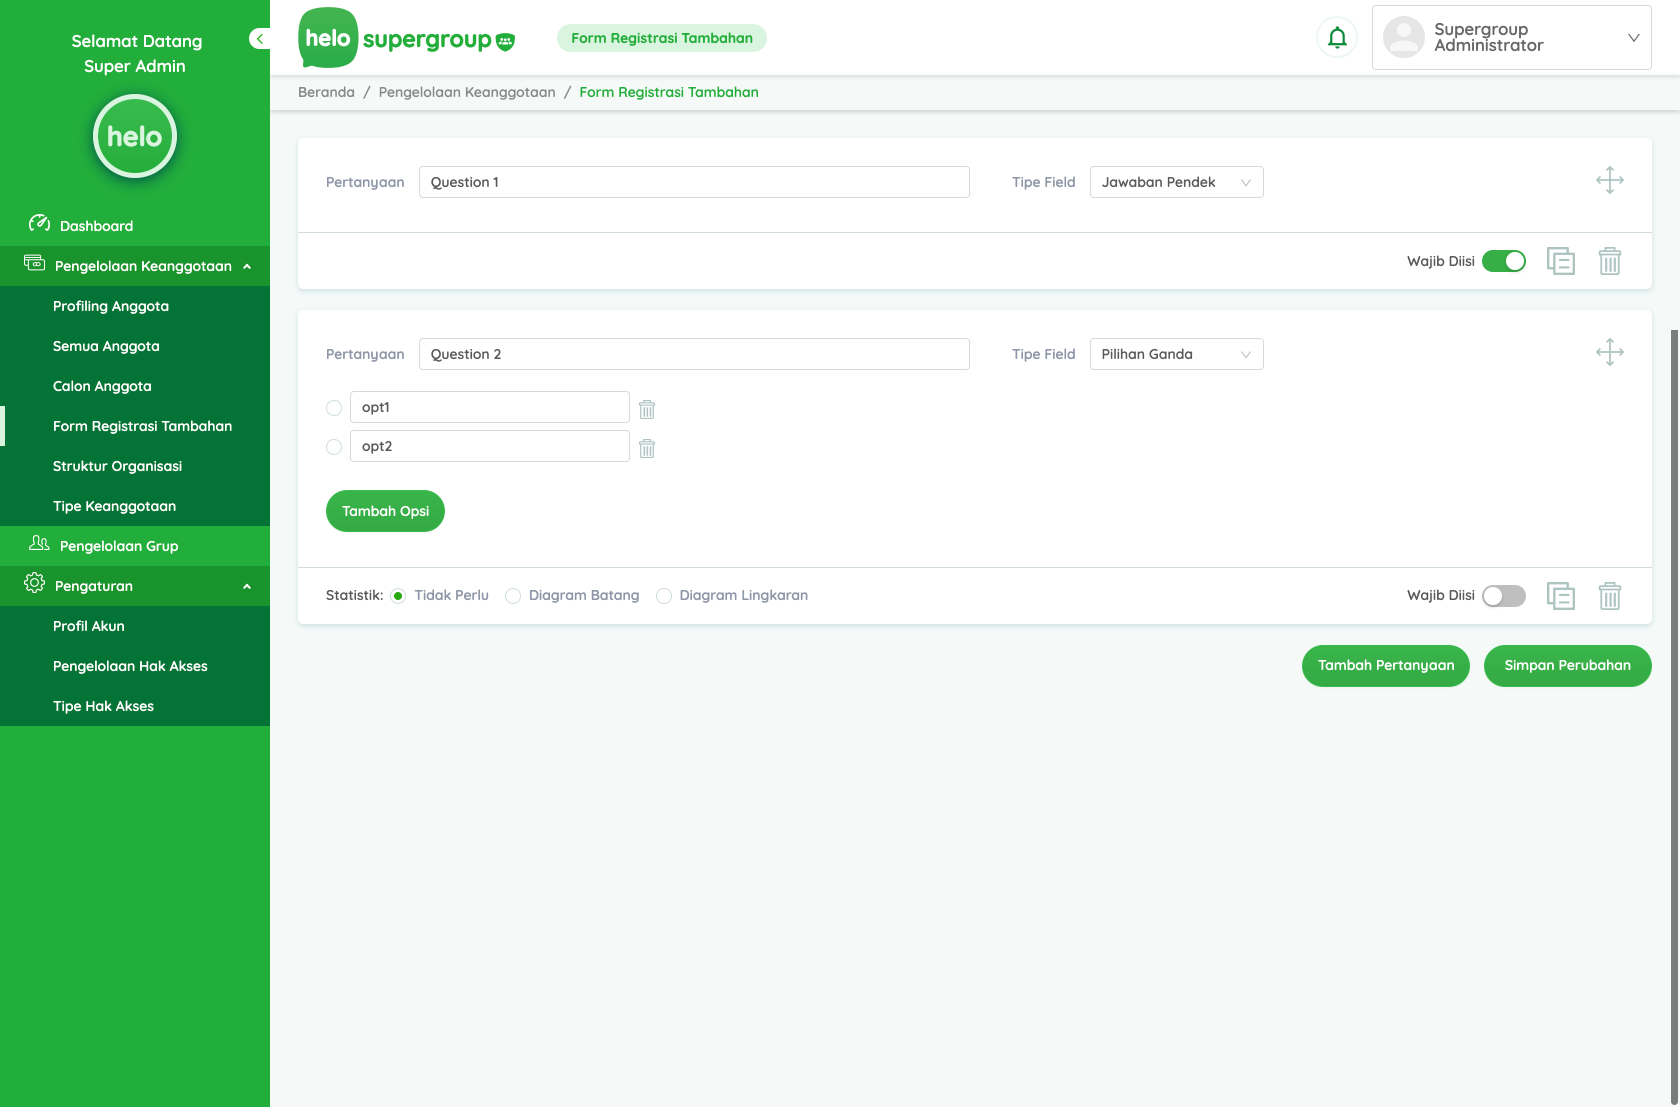 Selamat Datang
Super Admin
helo
Dashboard
Pengelolaan Keanggotaan
Profiling Anggota
Semua Anggota
Calon Anggota
Form Registrasi Tambahan
Struktur Organisasi
Tipe Keanggotaan
Pengelolaan Grup
Pengaturan
Profil Akun
Pengelolaan Hak Akses
Tipe Hak Akses
helo supergroup
Form Registrasi Tambahan
Supergroup
Administrator
Beranda / Pengelolaan Keanggotaan / Form Registrasi Tambahan
Pertanyaan Question 1 Tipe Field Jawaban Pendek
Wajib Diisi
Pertanyaan Question 2 Tipe Field Pilihan Ganda
opt1
opt2
Tambah Opsi
Statistik: Tidak Perlu Diagram Batang Diagram Lingkaran Wajib Diisi
Tambah Pertanyaan Simpan Perubahan